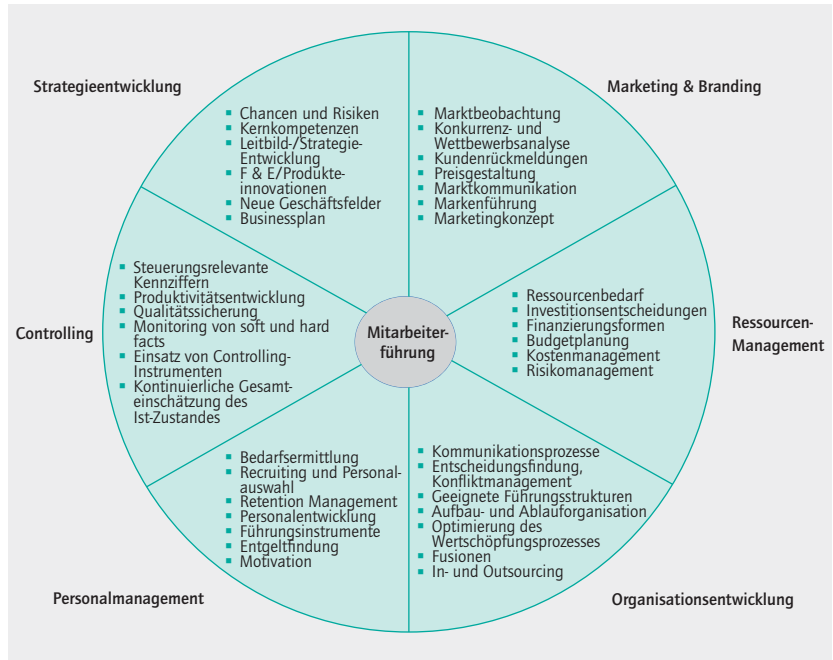 Strategieentwicklung
▪ Chancen und Risiken
▪ Kernkompetenzen
▪ Leitbild-/Strategie-
Entwicklung
▪ F & E/Produkte-
innovationen
▪ Neue Geschäftsfelder
▪ Businessplan
Marketing & Branding
▪ Marktbeobachtung
▪ Konkurrenz- und
Wettbewerbsanalyse
▪ Kundenrückmeldungen
▪ Preisgestaltung
▪ Marktkommunikation
▪ Markenführung
▪ Marketingkonzept
Controlling
▪ Steuerungsrelevante
Kennziffern
▪ Produktivitätsentwicklung
▪ Qualitätssicherung
▪ Monitoring von soft und hard
facts
▪ Einsatz von Controlling-
Instrumenten
▪ Kontinuierliche Gesamt-
einschätzung des
Ist-Zustandes
Mitarbeiter-
führung
▪ Ressourcenbedarf
▪ Investitionsentscheidungen
▪ Finanzierungsformen
▪ Budgetplanung
▪ Kostenmanagement
▪ Risikomanagement
Ressourcen-
Management
▪ Bedarfsermittlung
▪ Recruiting und Personal-
auswahl
▪ Retention Management
▪ Personalentwicklung
▪ Führungsinstrumente
▪ Entgeltfindung
▪ Motivation
Personalmanagement
▪ Kommunikationsprozesse
▪ Entscheidungsfindung,
Konfliktmanagement
▪ Geeignete Führungsstrukturen
▪ Aufbau- und Ablauforganisation
▪ Optimierung des
Wertschöpfungsprozesses
▪ Fusionen
▪ In- und Outsourcing
Organisationsentwicklung